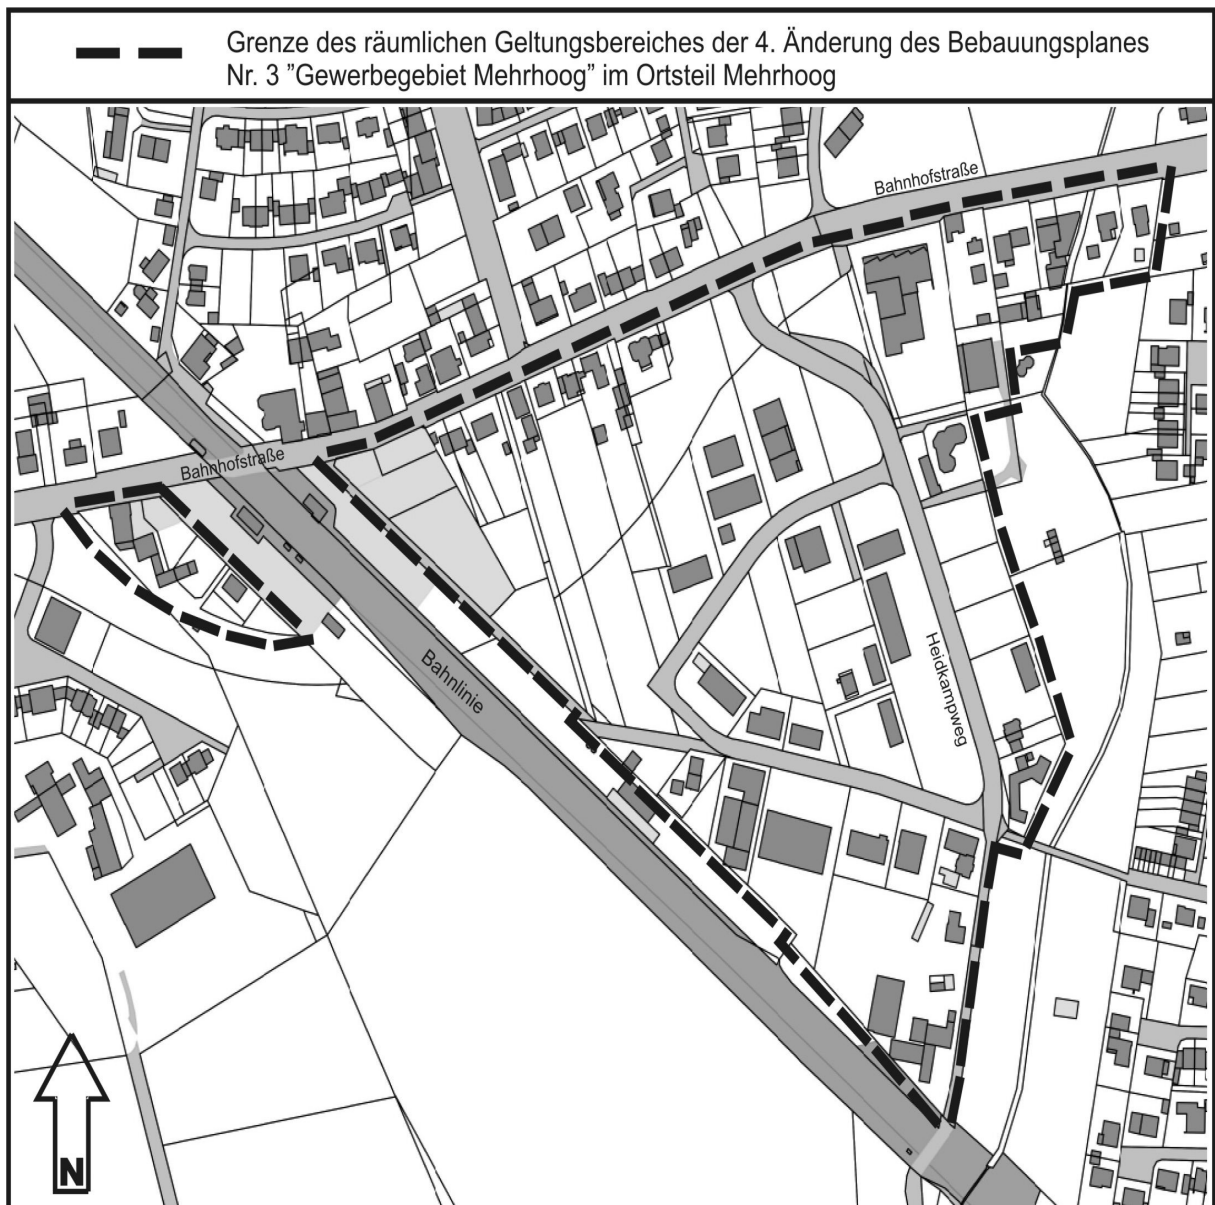 Grenze des räumlichen Geltungsbereiches der 4. Änderung des Bebauungsplanes
Nr. 3 ”Gewerbegebiet Mehrhoog” im Ortsteil Mehrhoog
Bahnhofstraße
Bahnhofstraße
Bahnlinie
Heidkampweg
N